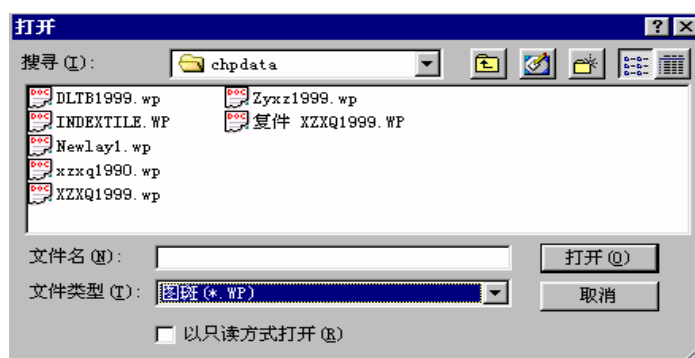 打开
搜寻(I): chpdata
DLTB1999.wp Zyxz1999.wp
INDEXTILE.WP 复件 XZXQ1999.WP
Newlay1.wp
xzxq1990.wp
XZXQ1999.wp
文件名(N): 打开(O)
文件类型(T): 图斑(*.WP) 取消
以只读方式打开(R)